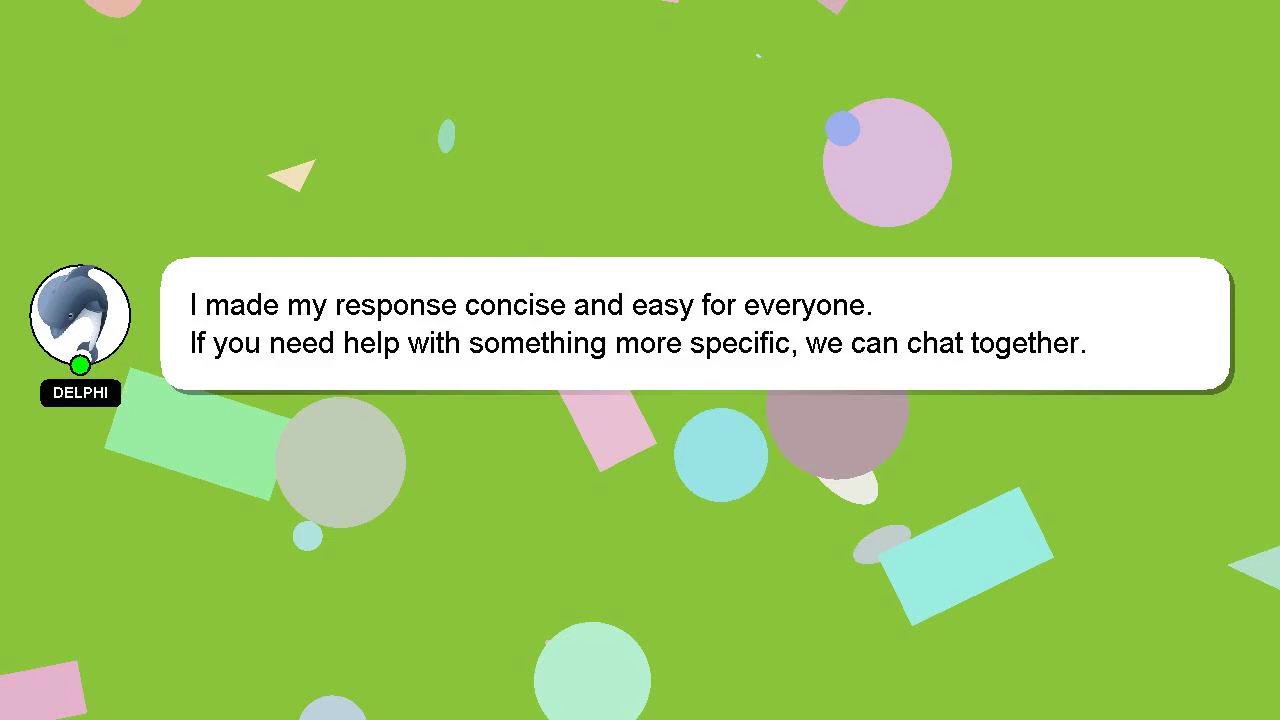 I made my response concise and easy for everyone.
If you need help with something more specific, we can chat together.
DELPHI